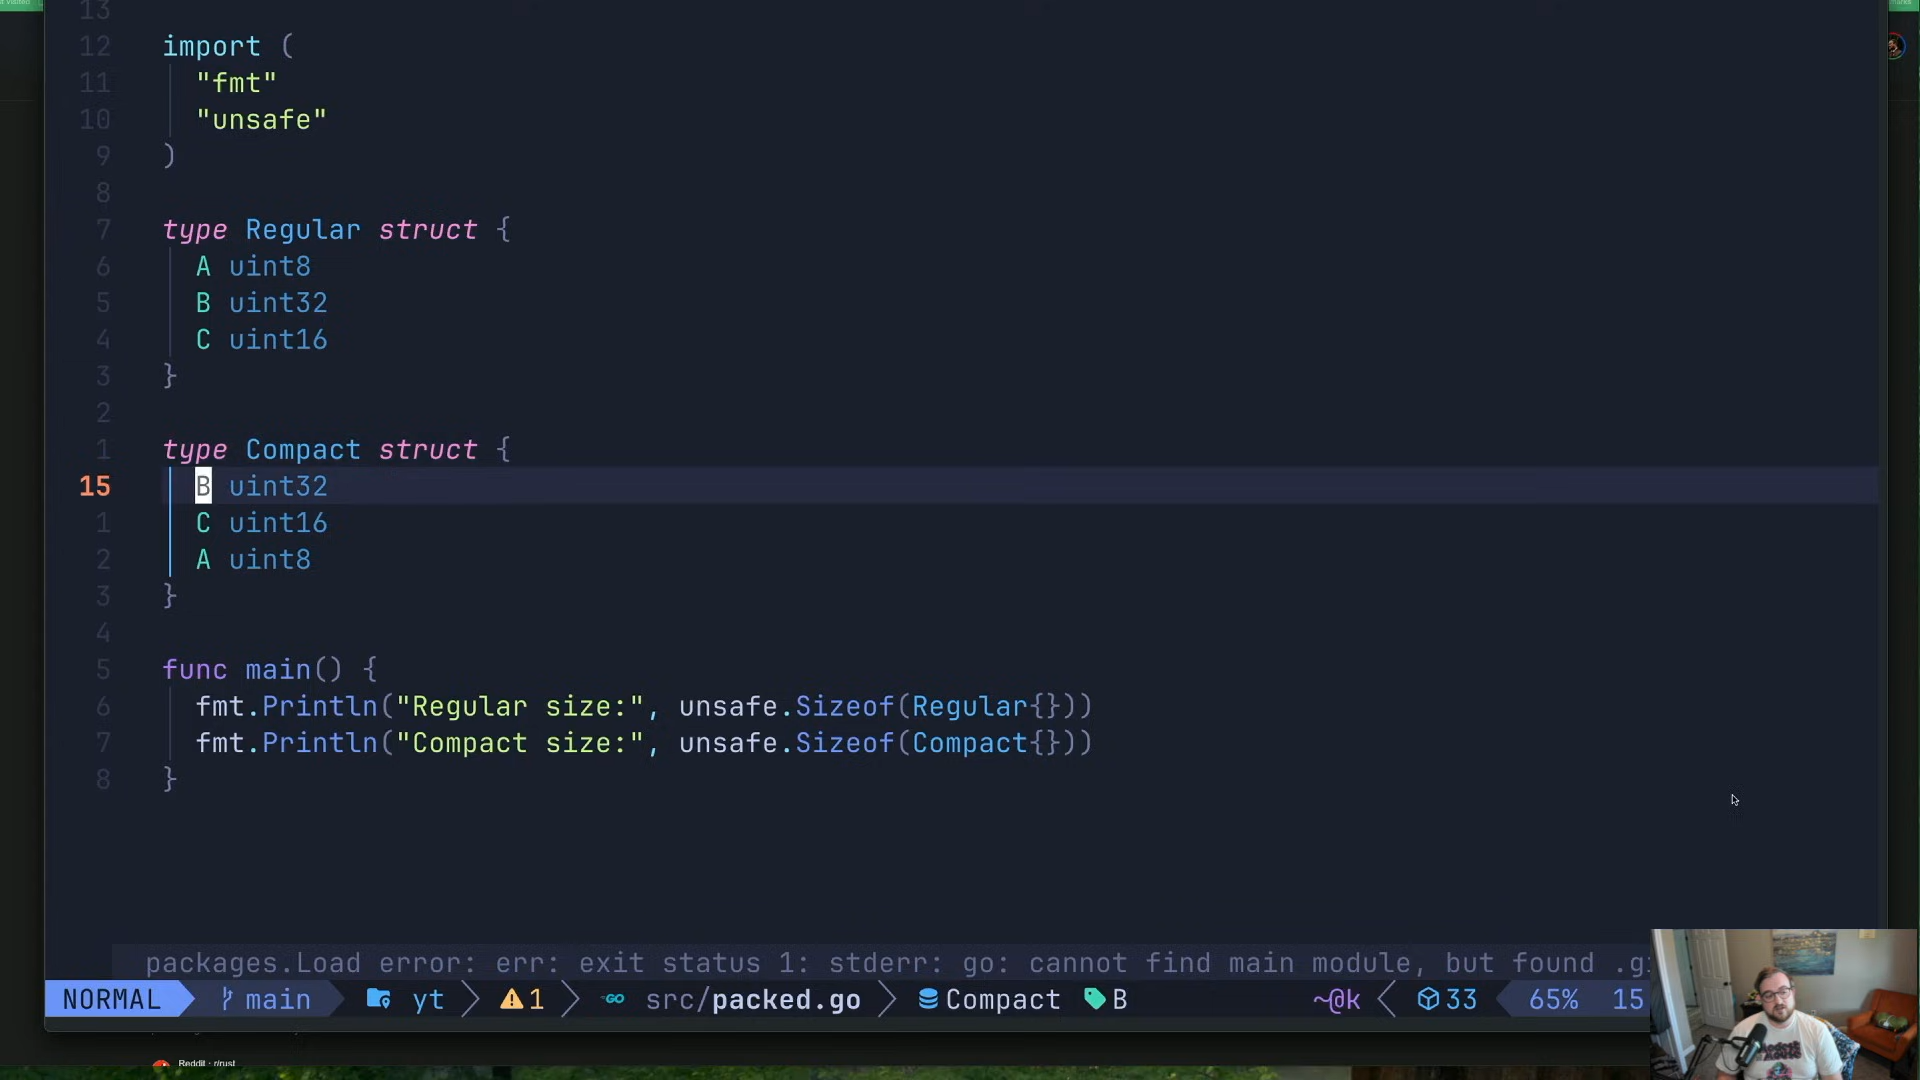 13
12 import (
11 "fmt"
10 "unsafe"
9 )
8
7 type Regular struct {
6 A uint8
5 B uint32
4 C uint16
3 }
2
1 type Compact struct {
15 B uint32
1 C uint16
2 A uint8
3 }
4
5 func main() {
6 fmt.Println("Regular size:", unsafe.Sizeof(Regular{}))
7 fmt.Println("Compact size:", unsafe.Sizeof(Compact{}))
8 }
packages.Load error: err: exit status 1: stderr: go: cannot find main module, but found .g
NORMAL main yt 1 GO src/packed.go Compact B ~@k 33 65% 15
Reddit - r/rust